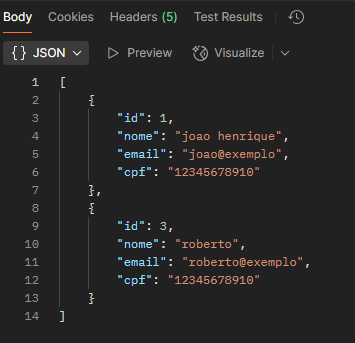 Body Cookies Headers (5) Test Results
{} JSON Preview Visualize
1 [
2 {
3 "id": 1,
4 "nome": "joao henrique",
5 "email": "joao@exemplo",
6 "cpf": "12345678910"
7 },
8 {
9 "id": 3,
10 "nome": "roberto",
11 "email": "roberto@exemplo",
12 "cpf": "12345678910"
13 }
14 ]